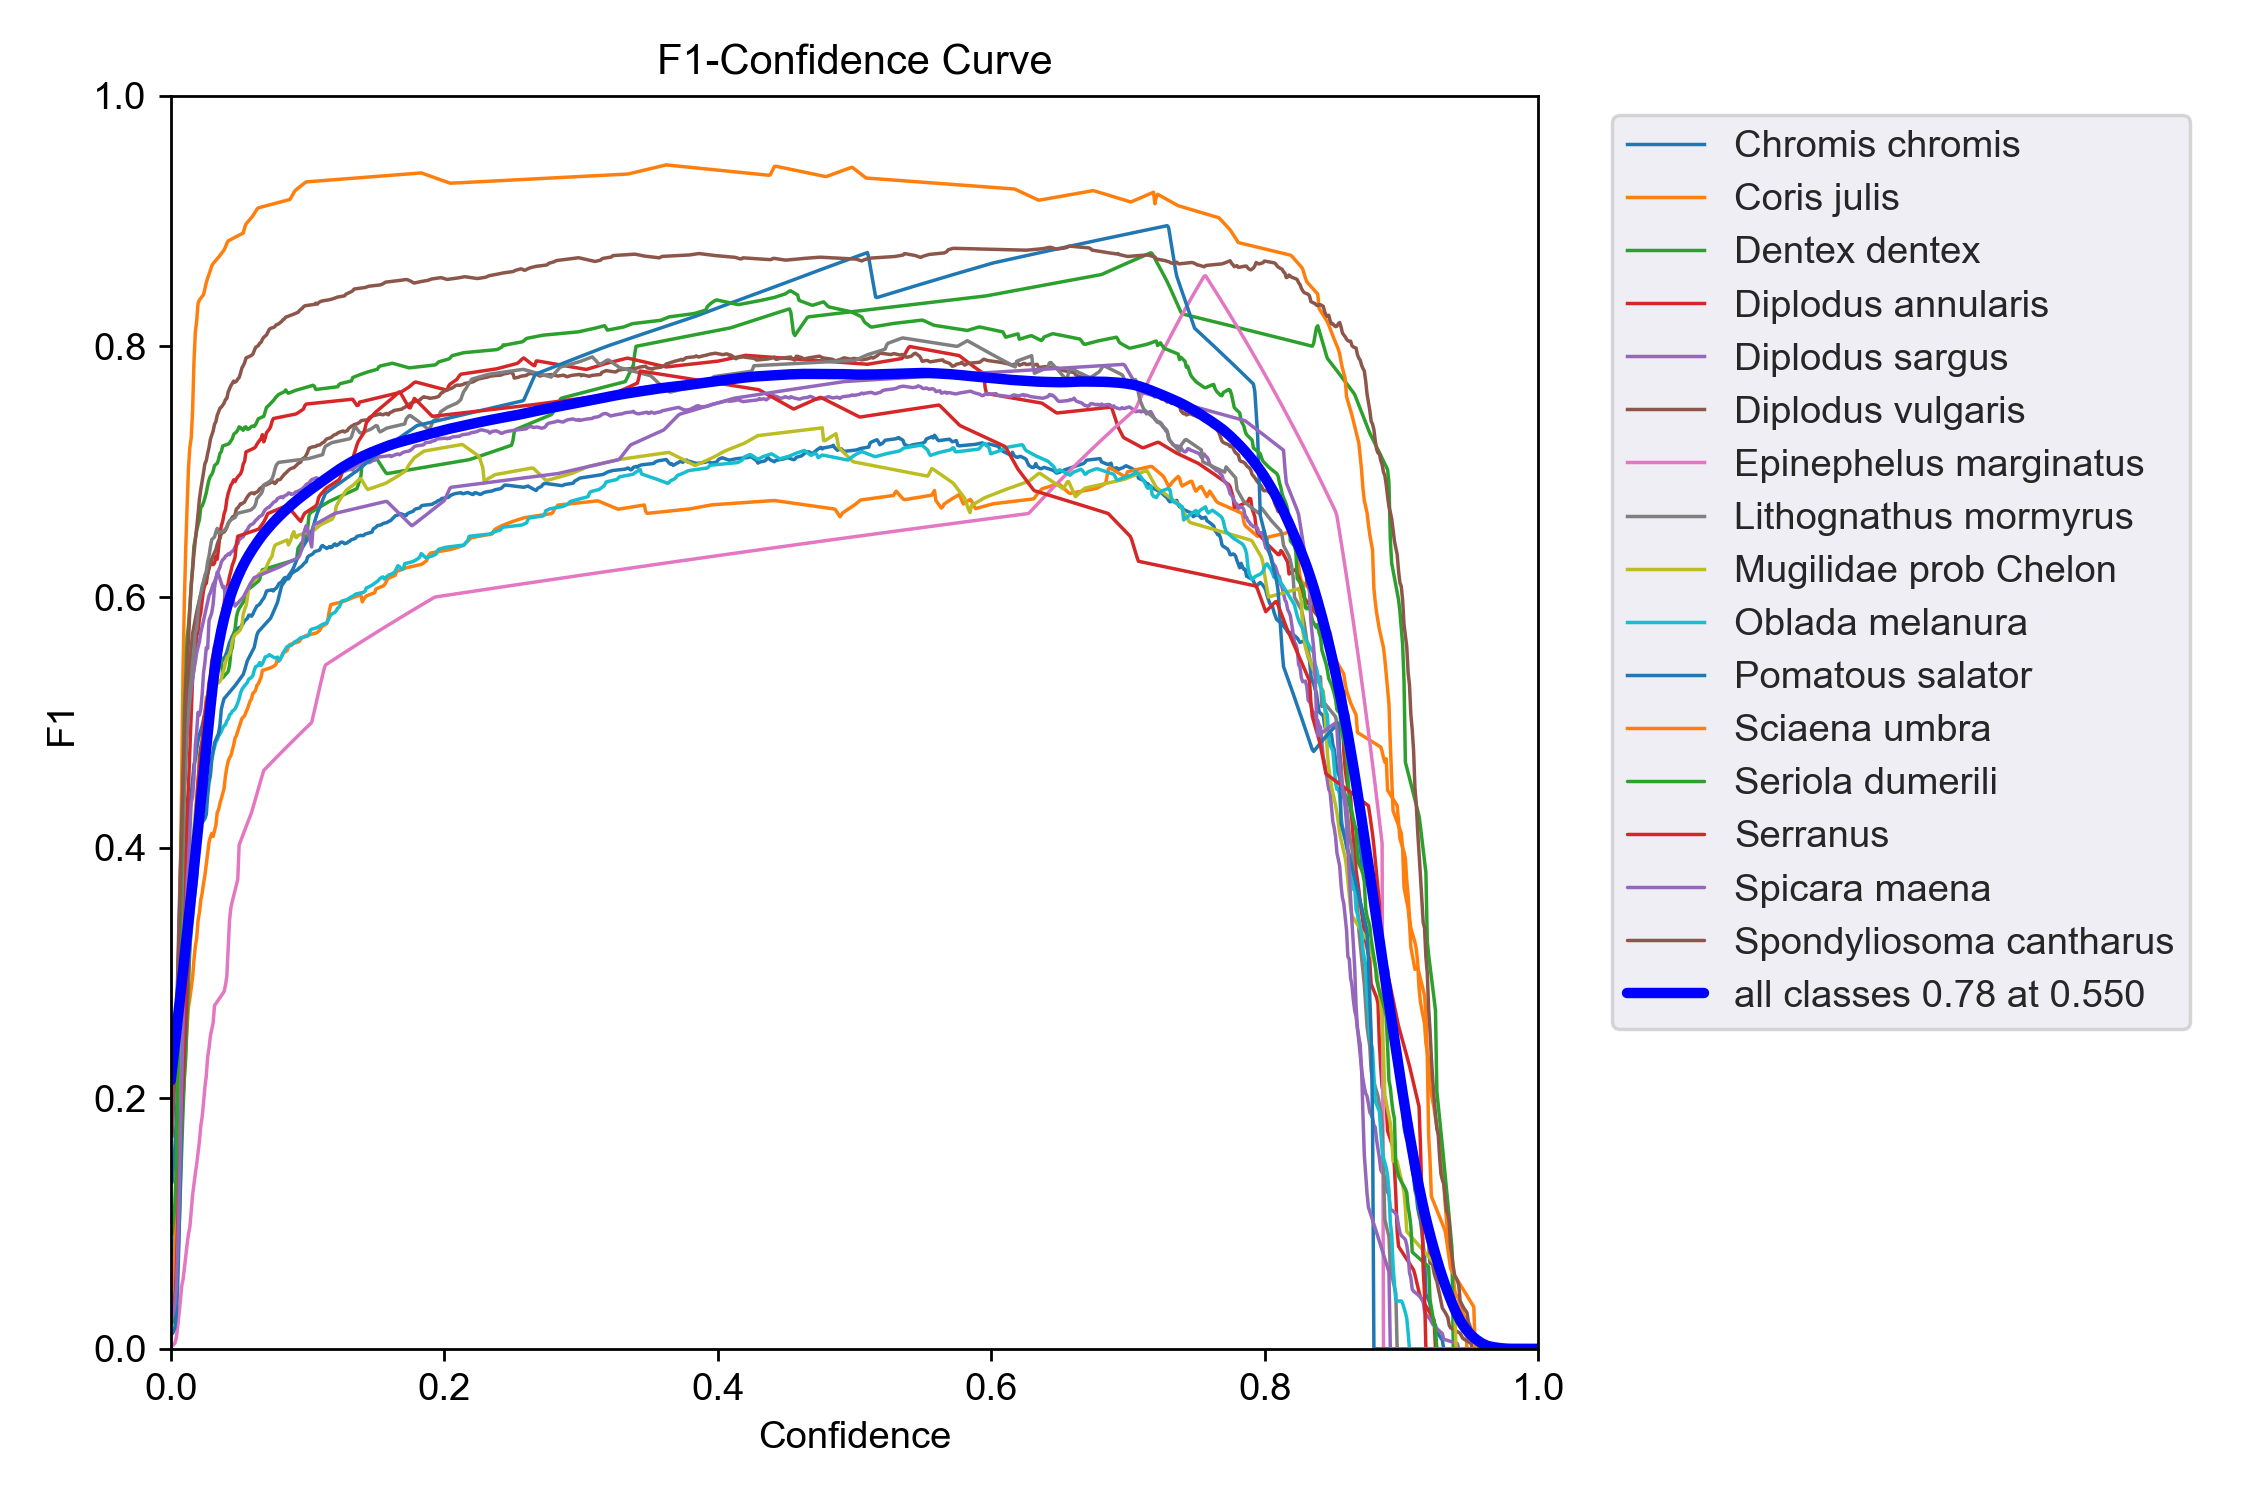 F1-Confidence Curve
1.0
0.8
0.6
0.4
0.2
0.0
F1
0.0 0.2 0.4 0.6 0.8 1.0
Confidence
Chromis chromis
Coris julis
Dentex dentex
Diplodus annularis
Diplodus sargus
Diplodus vulgaris
Epinephelus marginatus
Lithognathus mormyrus
Mugilidae prob Chelon
Oblada melanura
Pomatous salator
Sciaena umbra
Seriola dumerili
Serranus
Spicara maena
Spondyliosoma cantharus
all classes 0.78 at 0.550